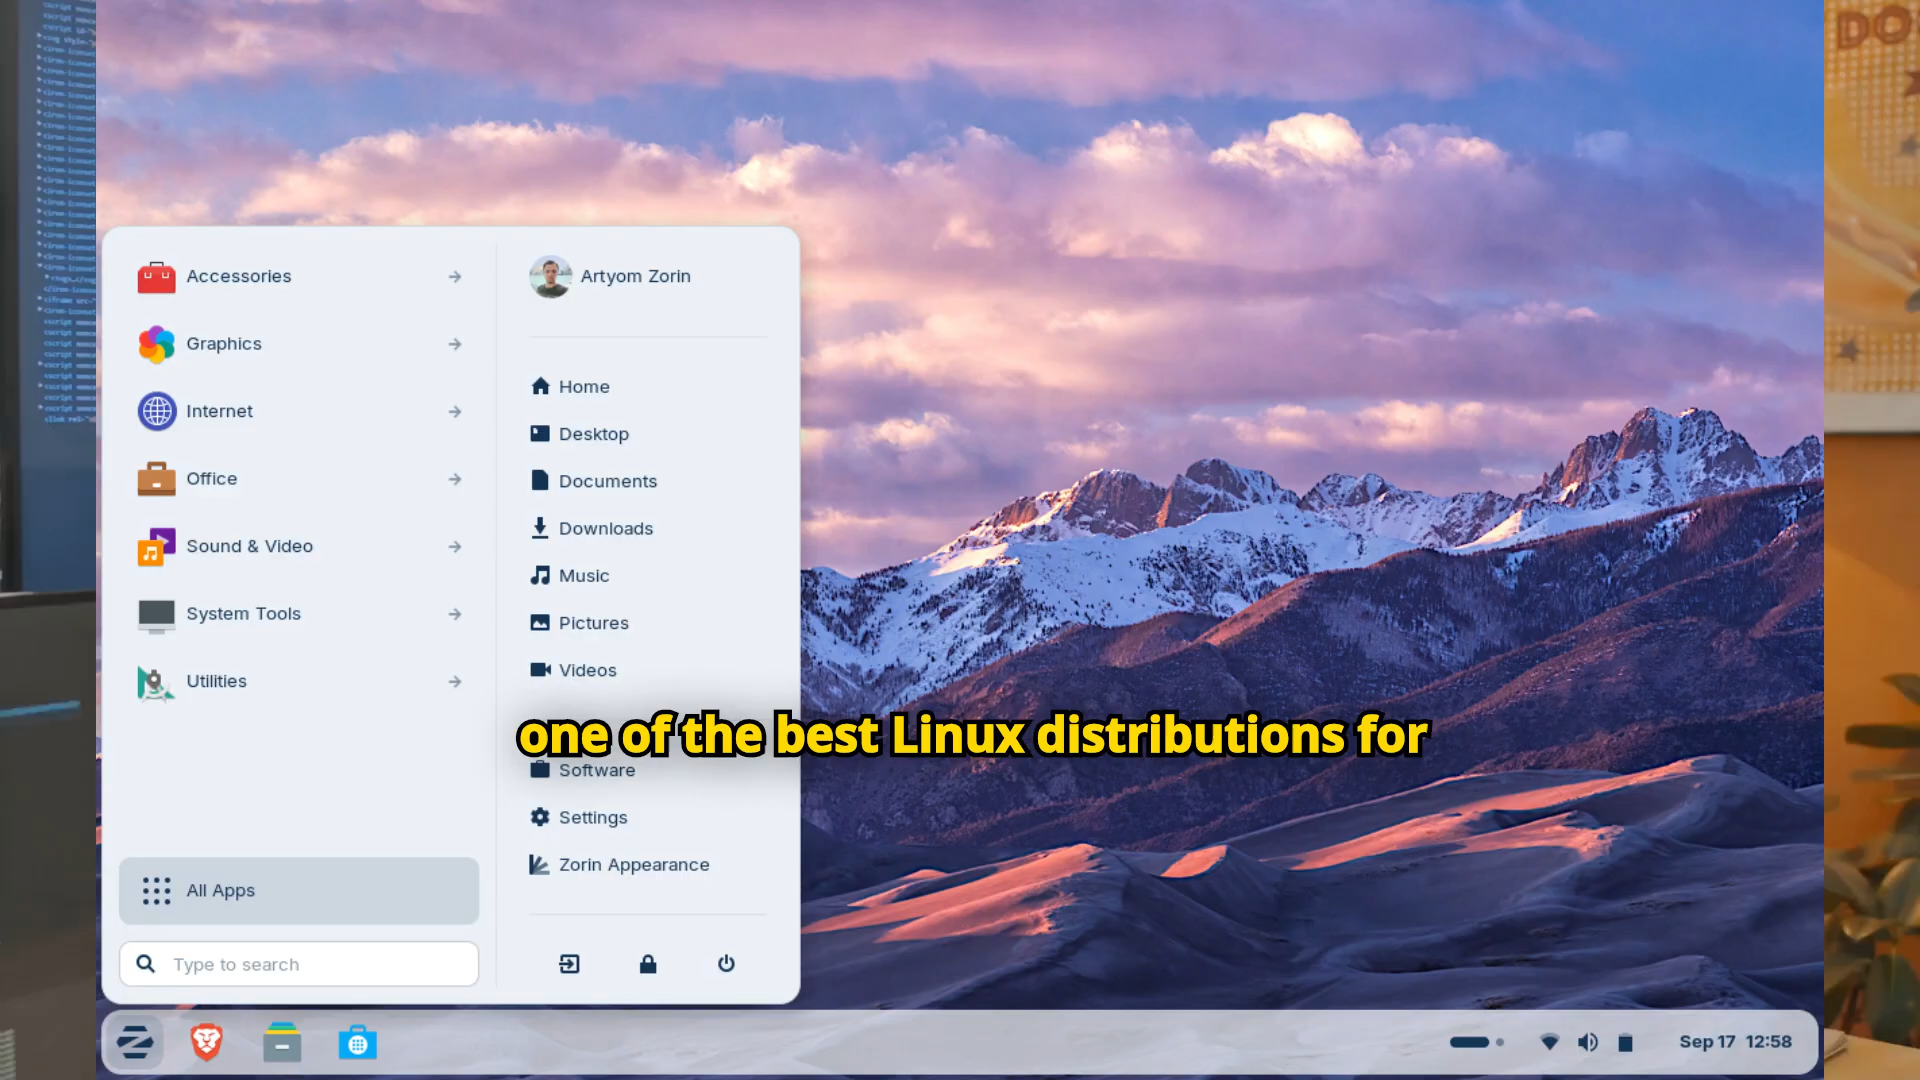 DO
Accessories
Graphics
Internet
Office
Sound & Video
System Tools
Utilities
All Apps
Type to search
Artyom Zorin
Home
Desktop
Documents
Downloads
Music
Pictures
Videos
one of the best Linux distributions for
Software
Settings
Zorin Appearance
Sep 17 12:58